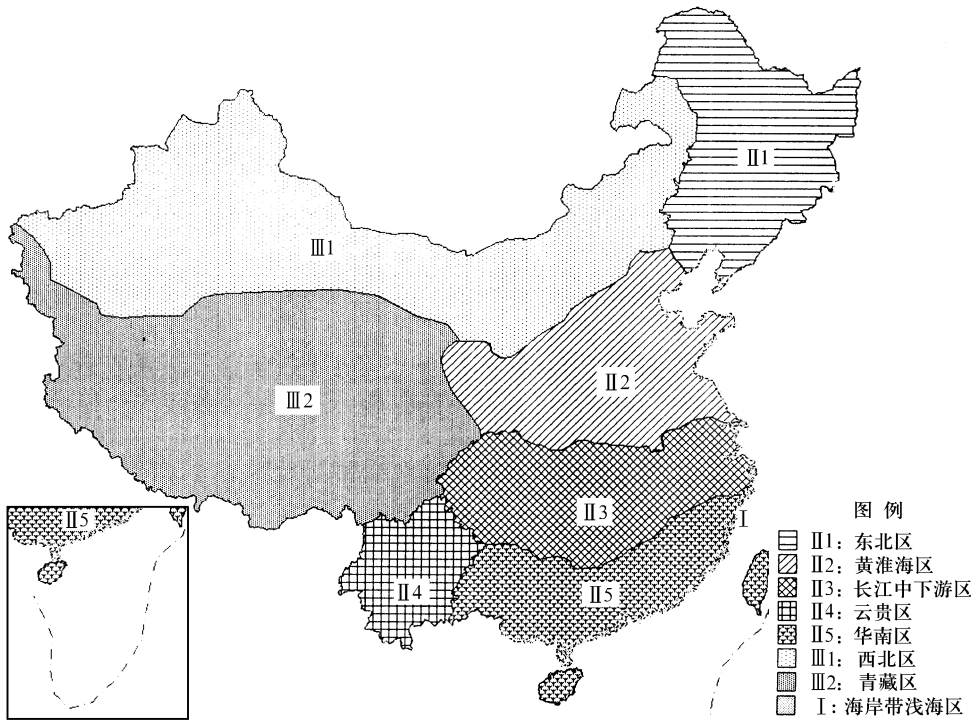 Ⅱ1
Ⅲ1
Ⅱ2
Ⅲ2
Ⅱ3
Ⅰ
Ⅱ5
Ⅱ4
Ⅱ5
图 例
Ⅱ1：东北区
Ⅱ2：黄淮海区
Ⅱ3：长江中下游区
Ⅱ4：云贵区
Ⅱ5：华南区
Ⅲ1：西北区
Ⅲ2：青藏区
Ⅰ：海岸带浅海区